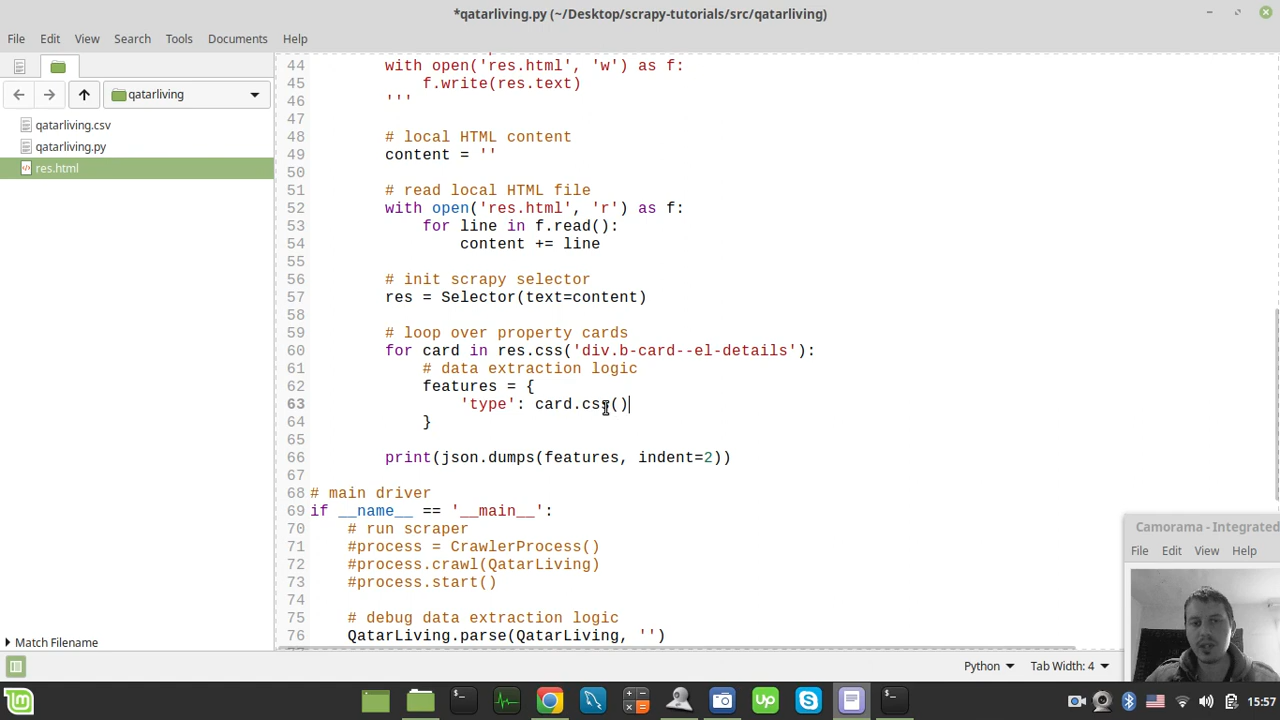 *qatarliving.py (~/Desktop/scrapy-tutorials/src/qatarliving)
File Edit View Search Tools Documents Help
qatarliving
qatarliving.csv
qatarliving.py
res.html
44 with open('res.html', 'w') as f:
45 f.write(res.text)
46 '''
47
48 # local HTML content
49 content = ''
50
51 # read local HTML file
52 with open('res.html', 'r') as f:
53 for line in f.read():
54 content += line
55
56 # init scrapy selector
57 res = Selector(text=content)
58
59 # loop over property cards
60 for card in res.css('div.b-card--el-details'):
61 # data extraction logic
62 features = {
63 'type': card.css()
64 }
65
66 print(json.dumps(features, indent=2))
67
68 # main driver
69 if __name__ == '__main__':
70 # run scraper
71 #process = CrawlerProcess()
72 #process.crawl(QatarLiving)
73 #process.start()
74
75 # debug data extraction logic
76 QatarLiving.parse(QatarLiving, '')
Camorama - Integrated
File Edit View Help
Match Filename
Python Tab Width: 4
Up
15:57